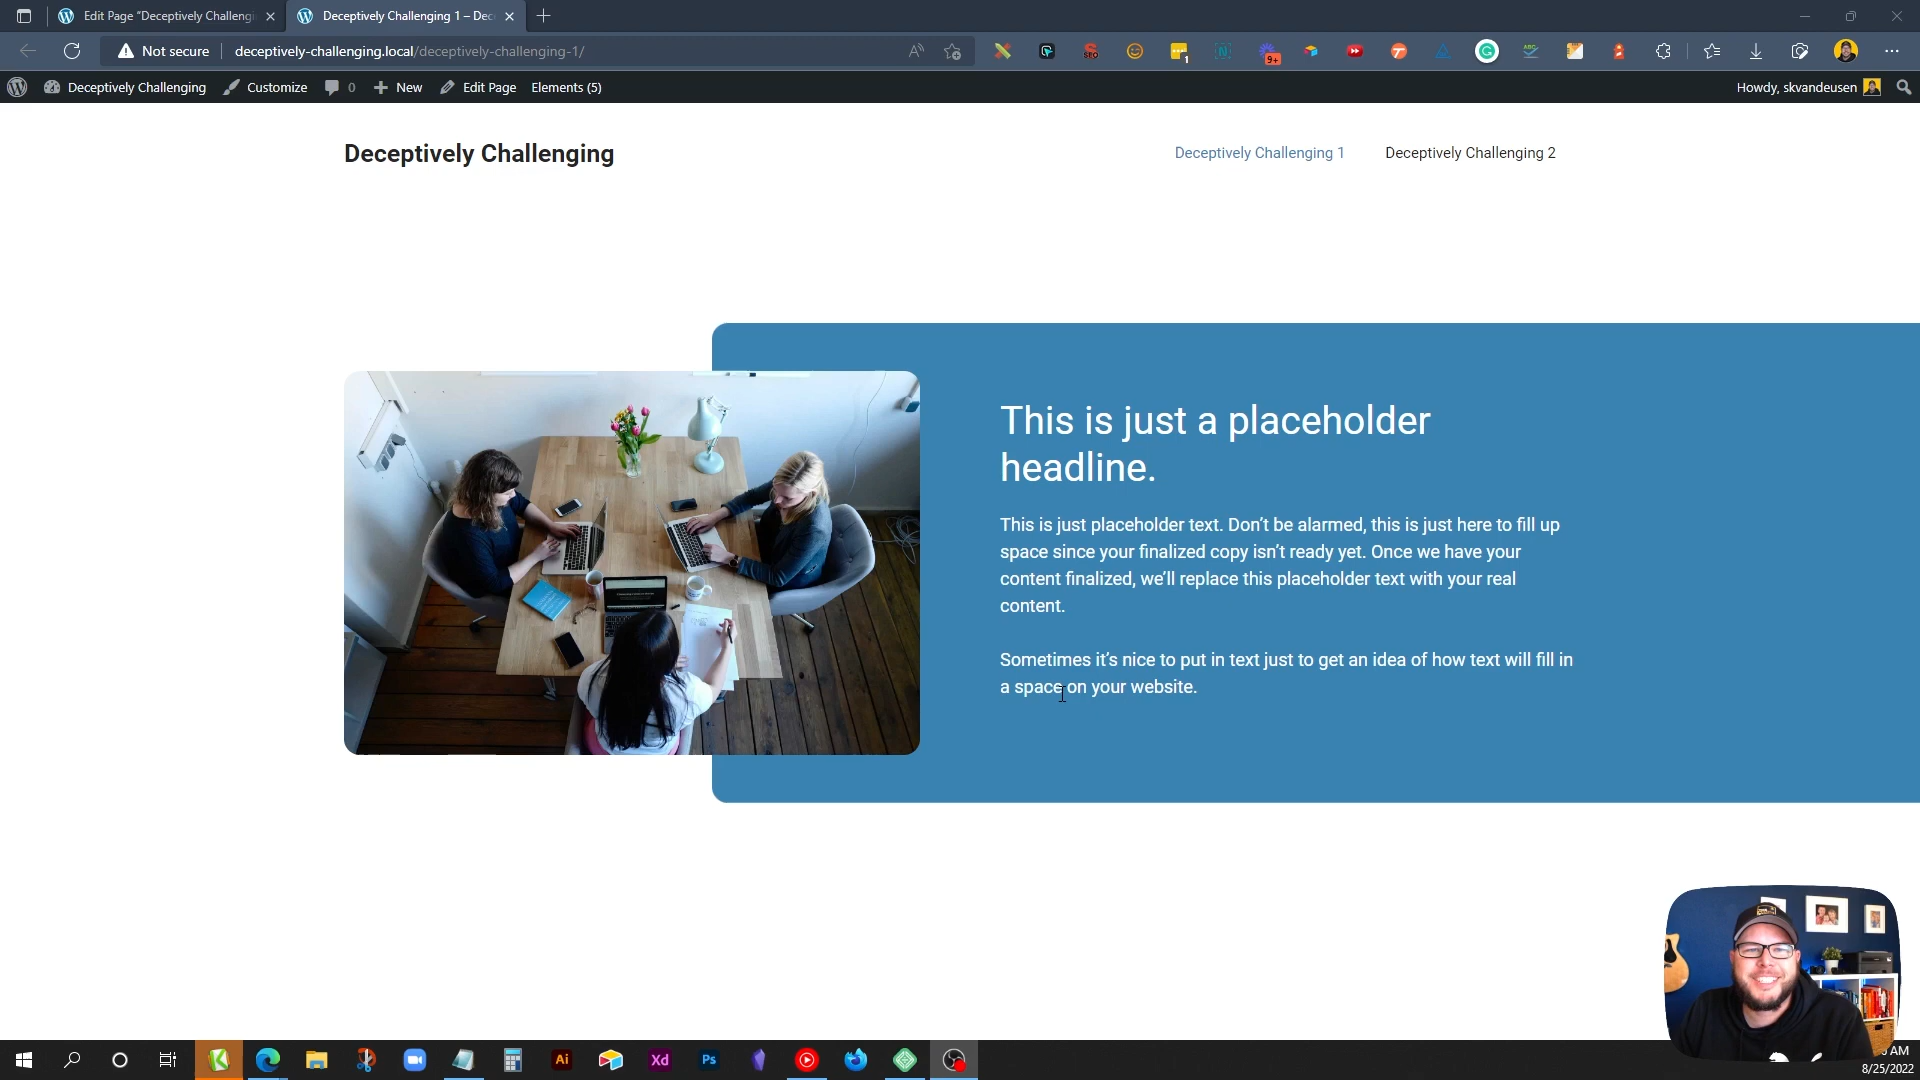 Edit Page "Deceptively Challengi
Deceptively Challenging 1 – Dec
Not secure
deceptively-challenging.local/deceptively-challenging-1/
SEO
1
N
9+
ABC
Deceptively Challenging
Customize
0
New
Edit Page
Elements (5)
Howdy, skvandeusen
Deceptively Challenging
Deceptively Challenging 1
Deceptively Challenging 2
This is just a placeholder
headline.
This is just placeholder text. Don't be alarmed, this is just here to fill up
space since your finalized copy isn't ready yet. Once we have your
content finalized, we'll replace this placeholder text with your real
content.
Sometimes it's nice to put in text just to get an idea of how text will fill in
a space on your website.
Ai
Xd
Ps
AM
8/25/2022